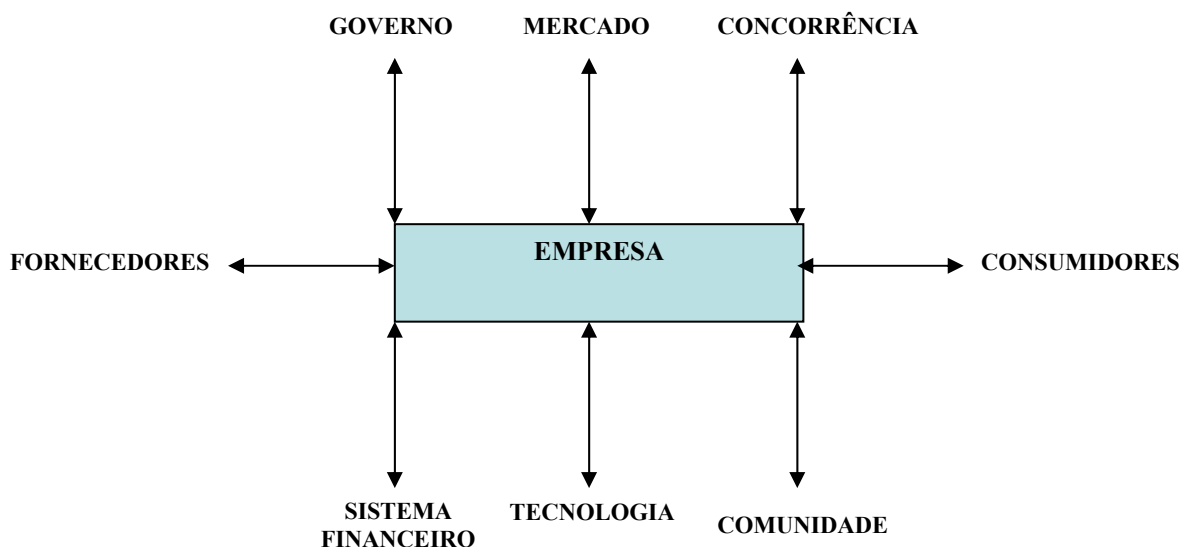 GOVERNO
MERCADO
CONCORRÊNCIA
EMPRESA
FORNECEDORES
CONSUMIDORES
SISTEMA
FINANCEIRO
TECNOLOGIA
COMUNIDADE